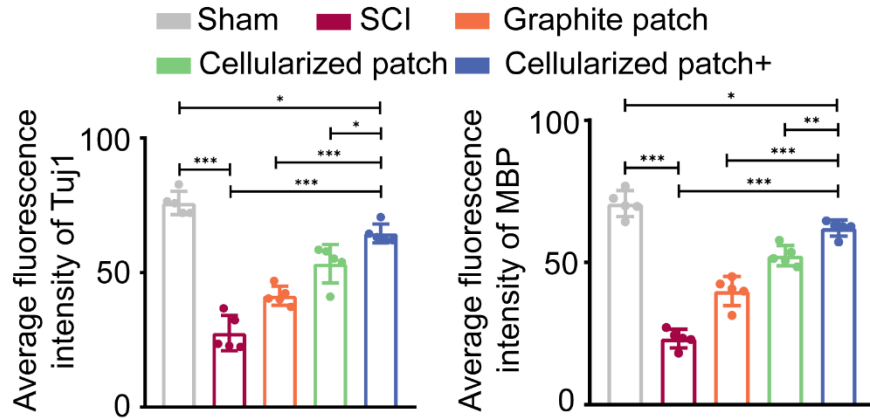 Sham SCI Graphite patch
Cellularized patch Cellularized patch+
Average fluorescence
intensity of Tuj1
100
50
0
*
*
***
***
***
Average fluorescence
intensity of MBP
100
50
0
*
**
***
***
***